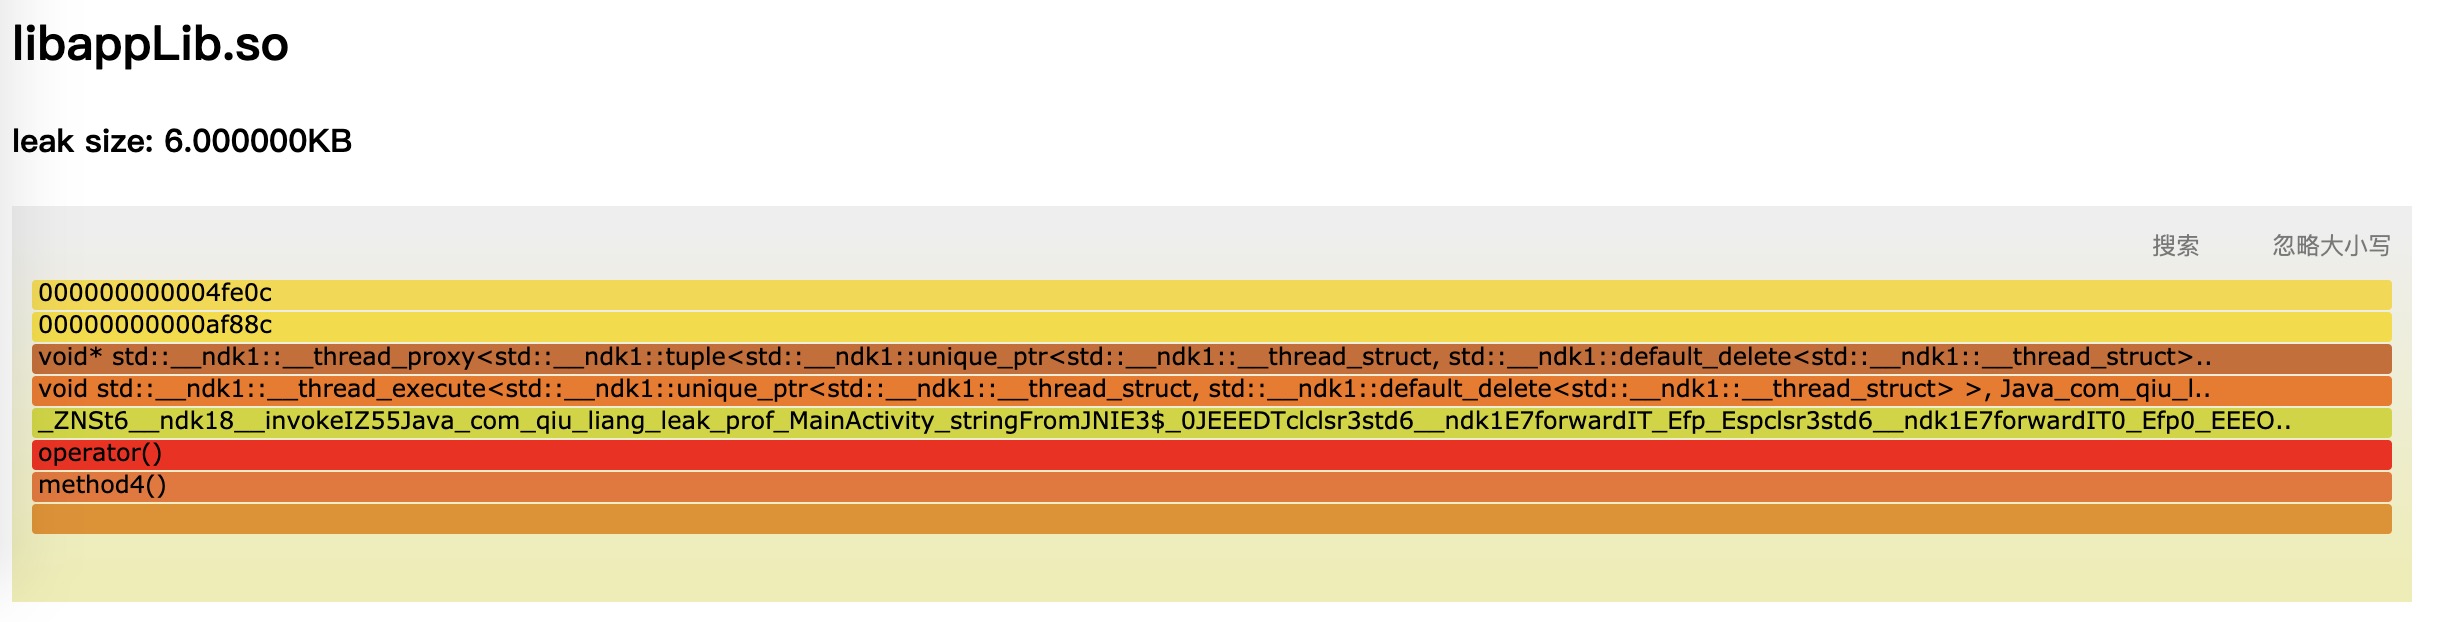 libappLib.so
leak size: 6.000000KB
搜索 忽略大小写
000000000004fe0c
00000000000af88c
void* std::__ndk1::__thread_proxy<std::__ndk1::tuple<std::__ndk1::unique_ptr<std::__ndk1::__thread_struct, std::__ndk1::default_delete<std::__ndk1::__thread_struct>..
void std::__ndk1::__thread_execute<std::__ndk1::unique_ptr<std::__ndk1::__thread_struct, std::__ndk1::default_delete<std::__ndk1::__thread_struct> >, Java_com_qiu_l..
_ZNSt6__ndk18__invokeIZ55Java_com_qiu_liang_leak_prof_MainActivity_stringFromJNIE3$_0JEEEDTclclsr3std6__ndk1E7forwardIT_Efp_Espclsr3std6__ndk1E7forwardIT0_Efp0_EEEO..
operator()
method4()